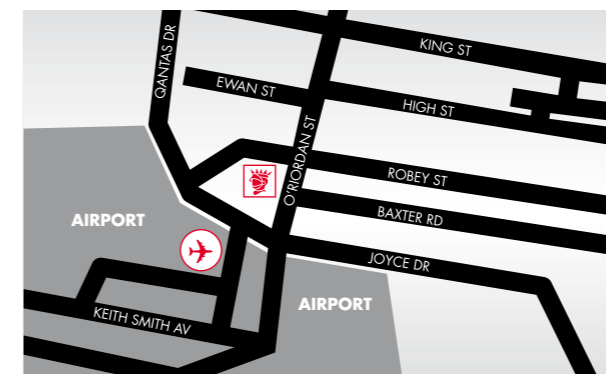 KING ST
QANTAS DR
EWAN ST
HIGH ST
O'RIORDAN ST
ROBEY ST
AIRPORT
BAXTER RD
JOYCE DR
AIRPORT
KEITH SMITH AV